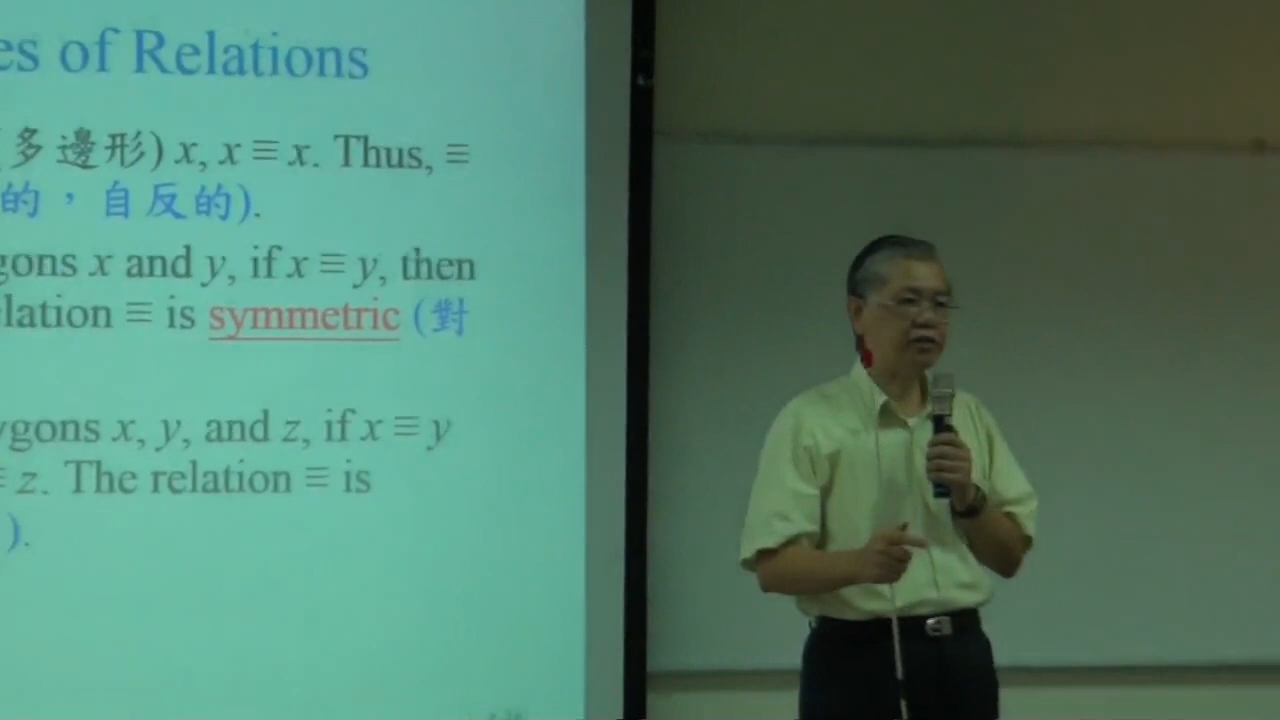 es of Relations
(多邊形) x, x ≡ x. Thus, ≡
的，自反的).
gons x and y, if x ≡ y, then
lation ≡ is symmetric (對
ygons x, y, and z, if x ≡ y
≡ z. The relation ≡ is
).